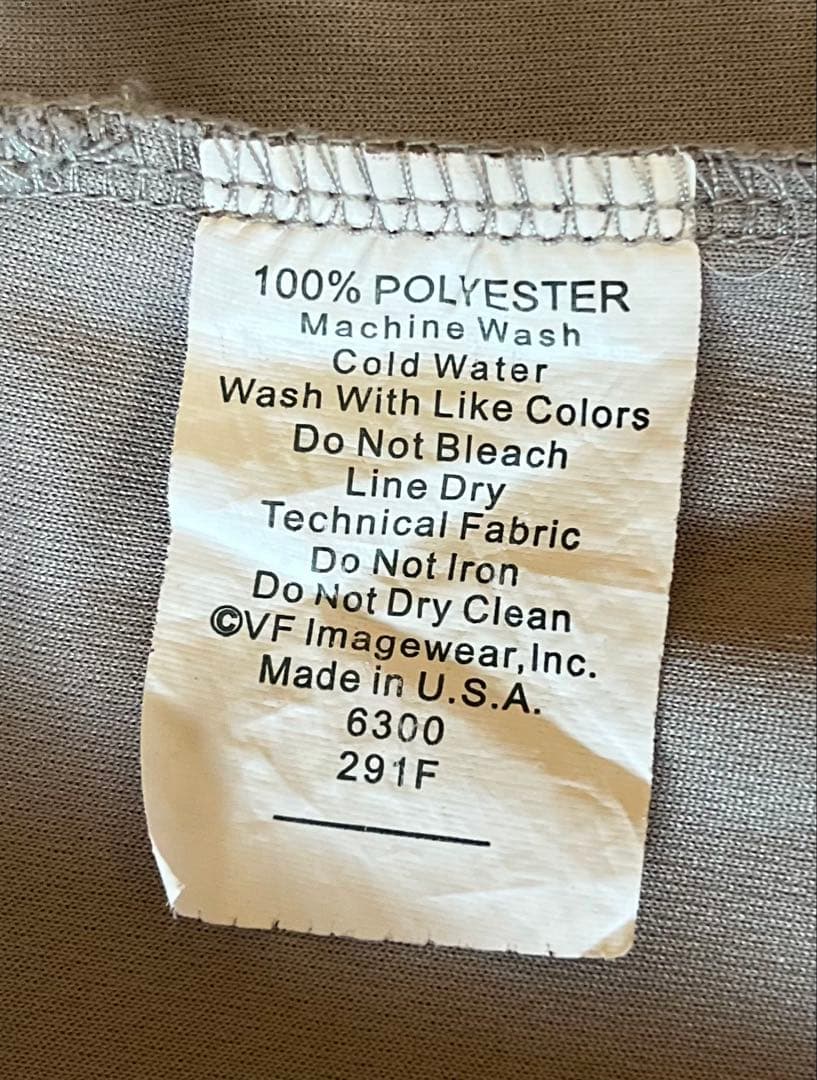 100% POLYESTER
Machine Wash
Cold Water
Wash With Like Colors
Do Not Bleach
Line Dry
Technical Fabric
Do Not Iron
Do Not Dry Clean
©VF Imagewear, Inc.
Made in U.S.A.
6300
291F